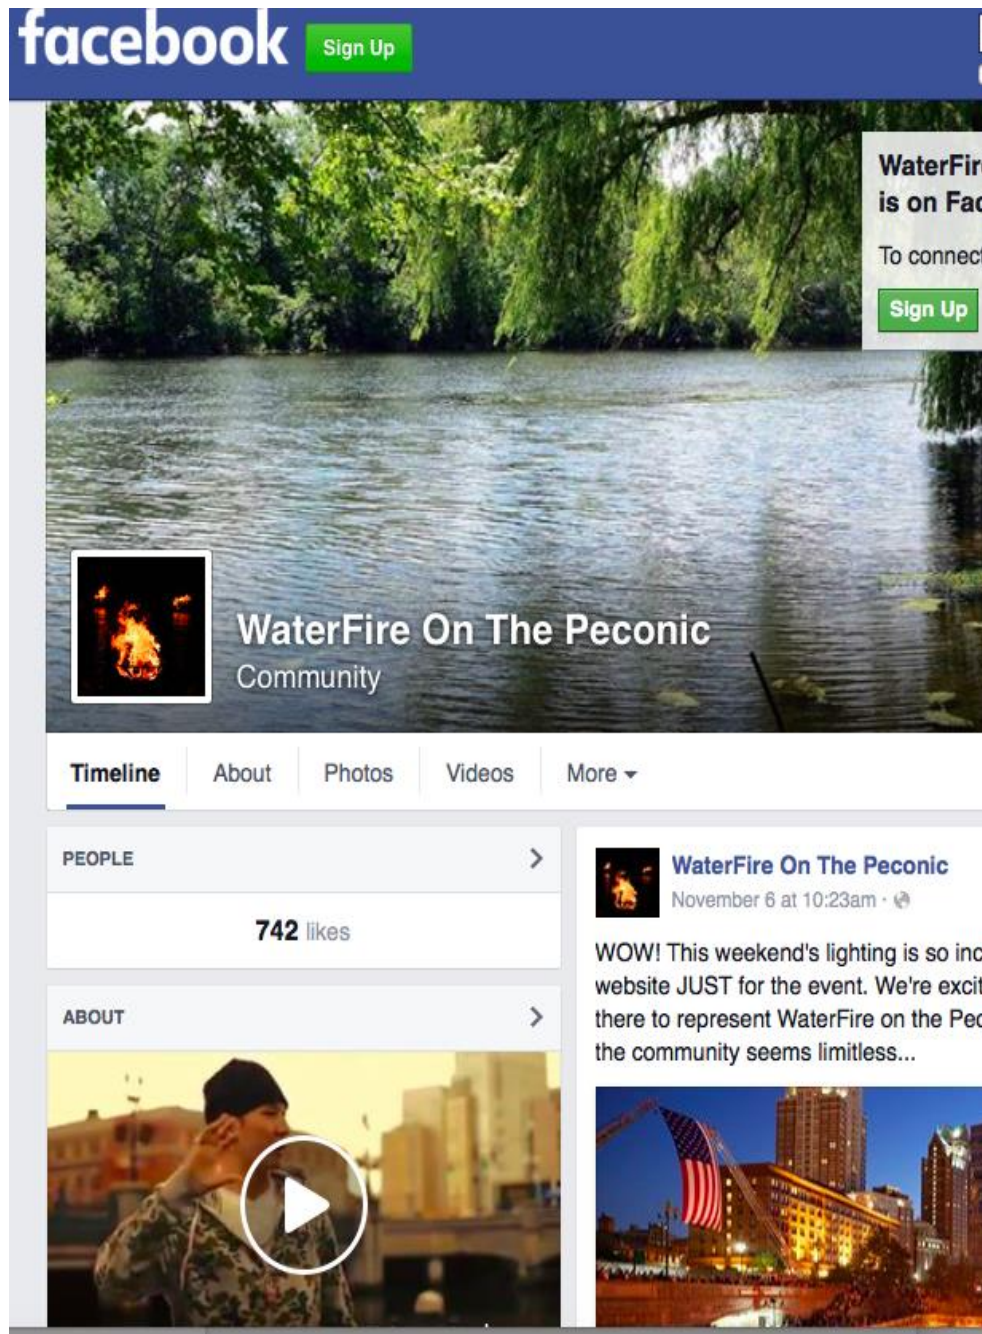 facebook
Sign Up
WaterFire
is on Fac
To connect
Sign Up
WaterFire On The Peconic
Community
Timeline
About
Photos
Videos
More
PEOPLE
742 likes
ABOUT
WaterFire On The Peconic
November 6 at 10:23am ·
WOW! This weekend's lighting is so inc
website JUST for the event. We're excit
there to represent WaterFire on the Pec
the community seems limitless...